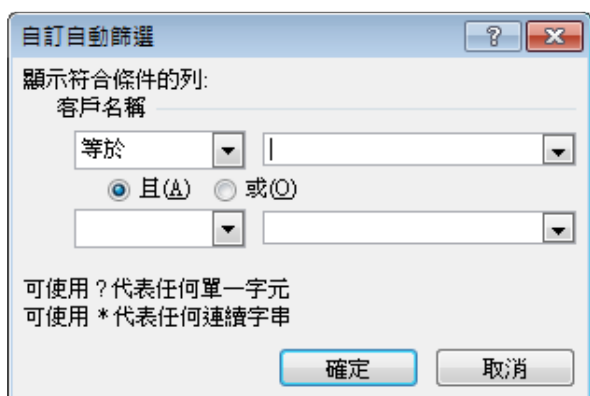 自訂自動篩選
顯示符合條件的列:
客戶名稱
等於
且(A) 或(O)
可使用 ? 代表任何單一字元
可使用 * 代表任何連續字串
確定 取消